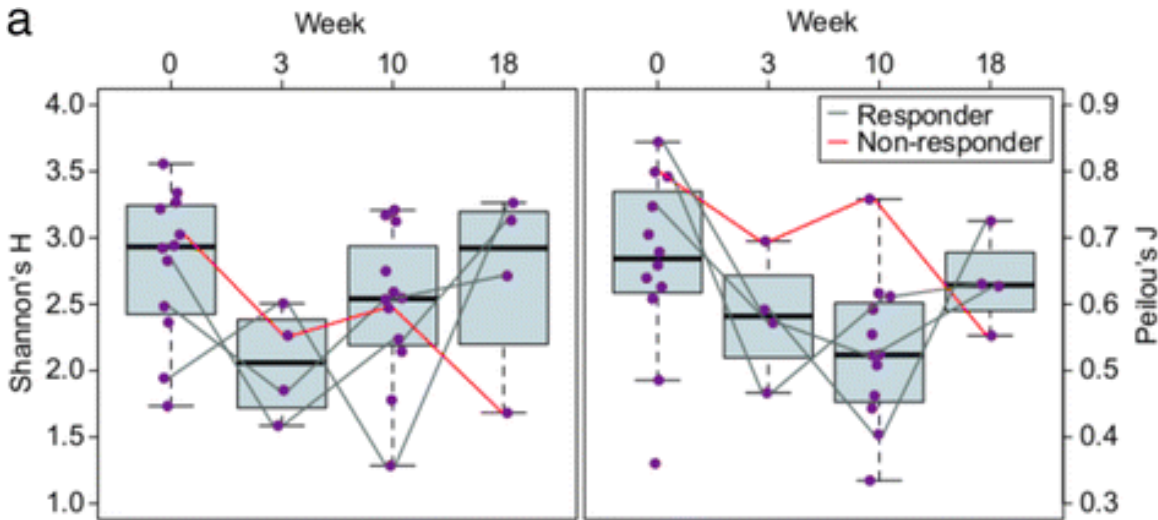 a
Week
Week
0 3 10 18
0 3 10 18
Shannon's H
4.0
3.5
3.0
2.5
2.0
1.5
1.0
Responder
Non-responder
0.9
0.8
0.7
0.6
0.5
0.4
0.3
Peilou's J